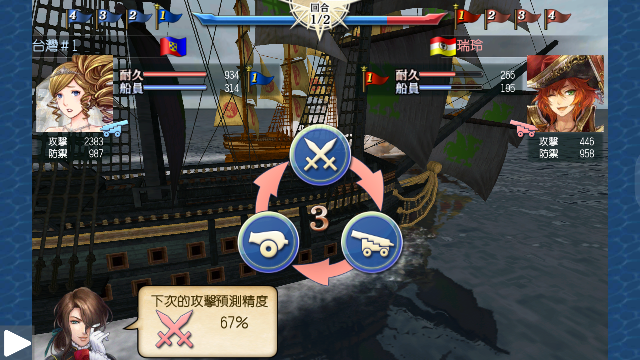 4 3 2 1
回合
1/2
1 2 3 4
台灣#1
瑞玲
耐久 934
船員 314
1
1
耐久 266
船員 195
攻擊 2383
防禦 987
攻擊 446
防禦 958
3
下次的攻擊預測精度
67%